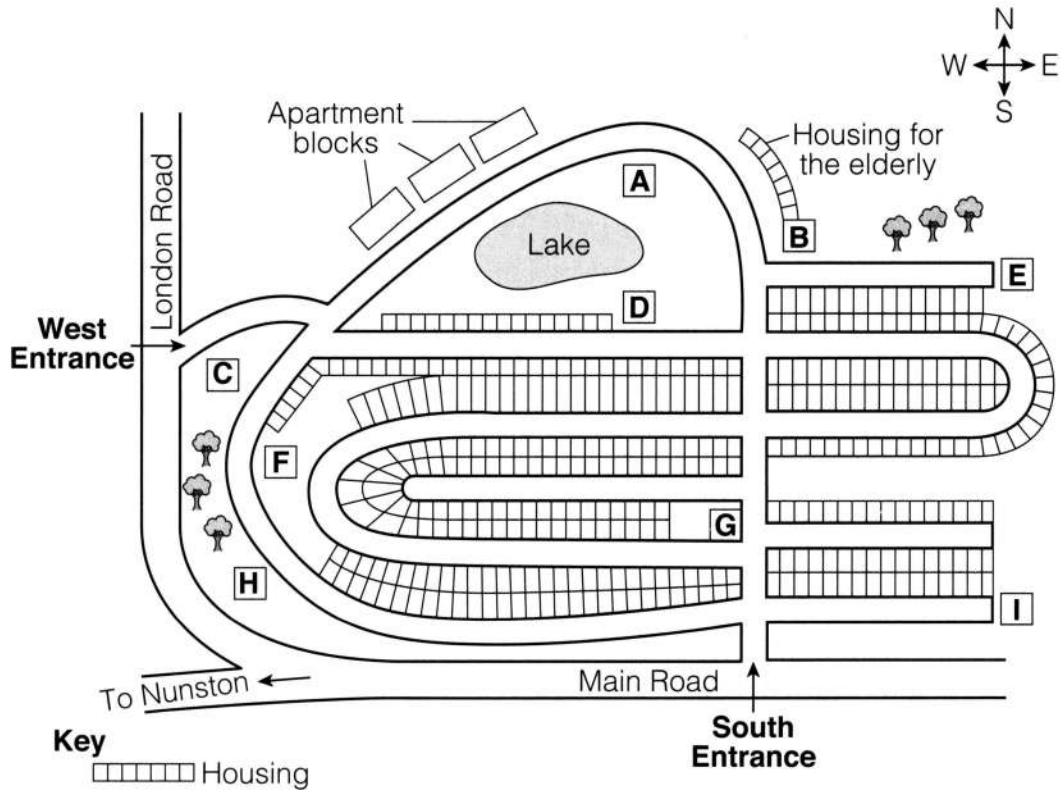 N
W E
S
Apartment
blocks
Housing for
the elderly
London Road
A
B
Lake
E
D
West
Entrance
C
F
G
H
I
To Nunston
Main Road
South
Entrance
Key
Housing